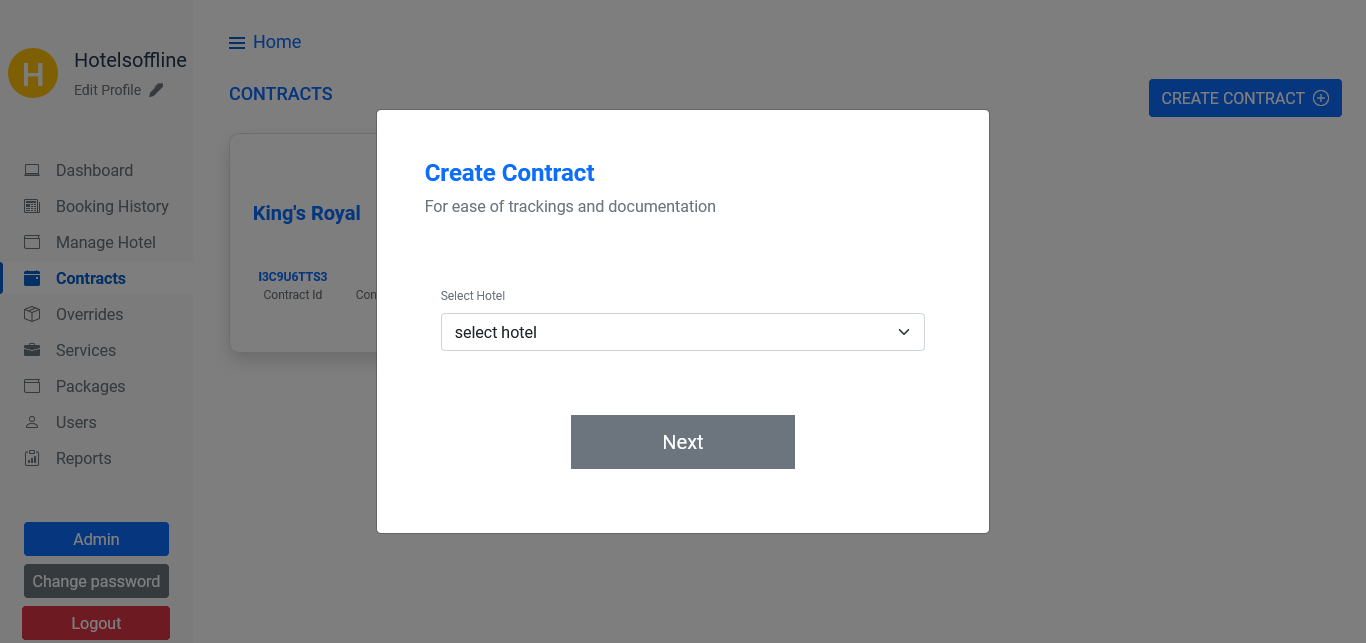 H
Hotelsoffline
Edit Profile
Dashboard
Booking History
Manage Hotel
Contracts
Overrides
Services
Packages
Users
Reports
Admin
Change password
Logout
Home
CONTRACTS
CREATE CONTRACT
King's Royal
I3C9U6TTS3
Contract Id
Con
Create Contract
For ease of trackings and documentation
Select Hotel
select hotel
Next